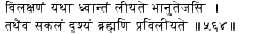 विलक्षणं यथा ध्वान्तं लीयते भानुतेजसि ।
तथैव सकलं दृश्यं ब्रह्मणि प्रविलीयते ॥५६४॥